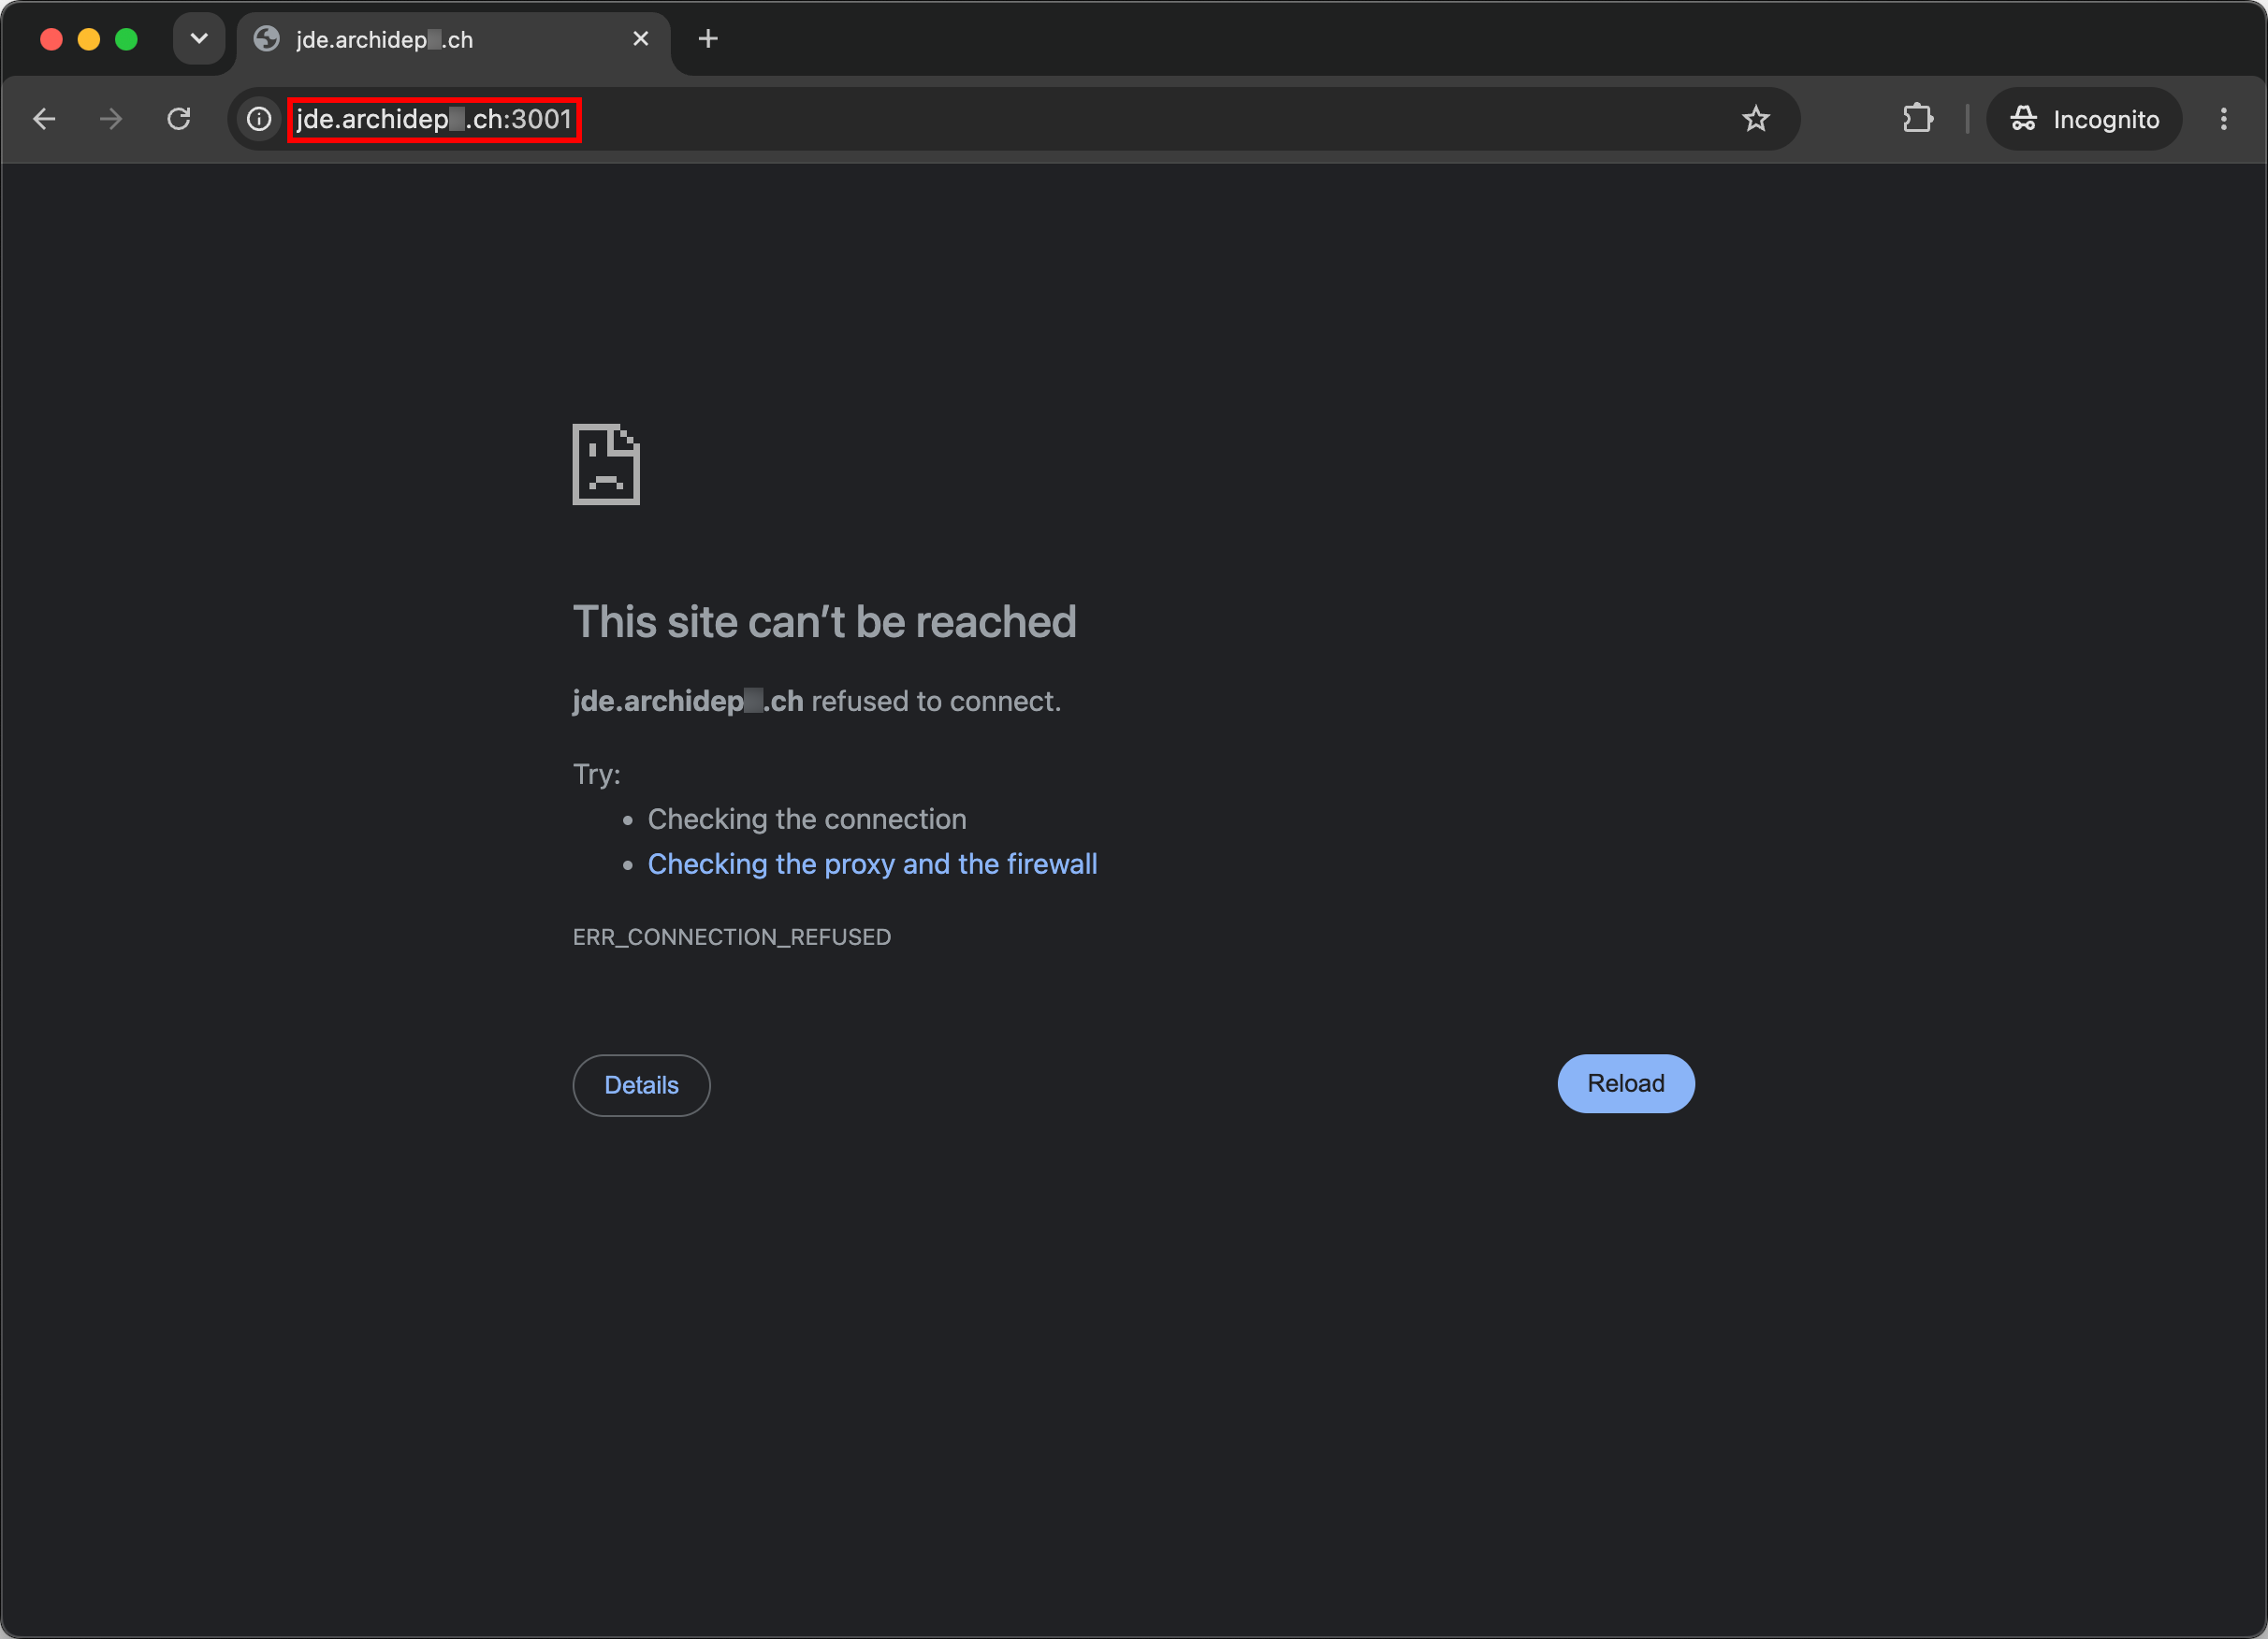 jde.archidep .ch
jde.archidep .ch:3001
Incognito
This site can’t be reached
jde.archidep .ch refused to connect.
Try:
Checking the connection
Checking the proxy and the firewall
ERR_CONNECTION_REFUSED
Details
Reload